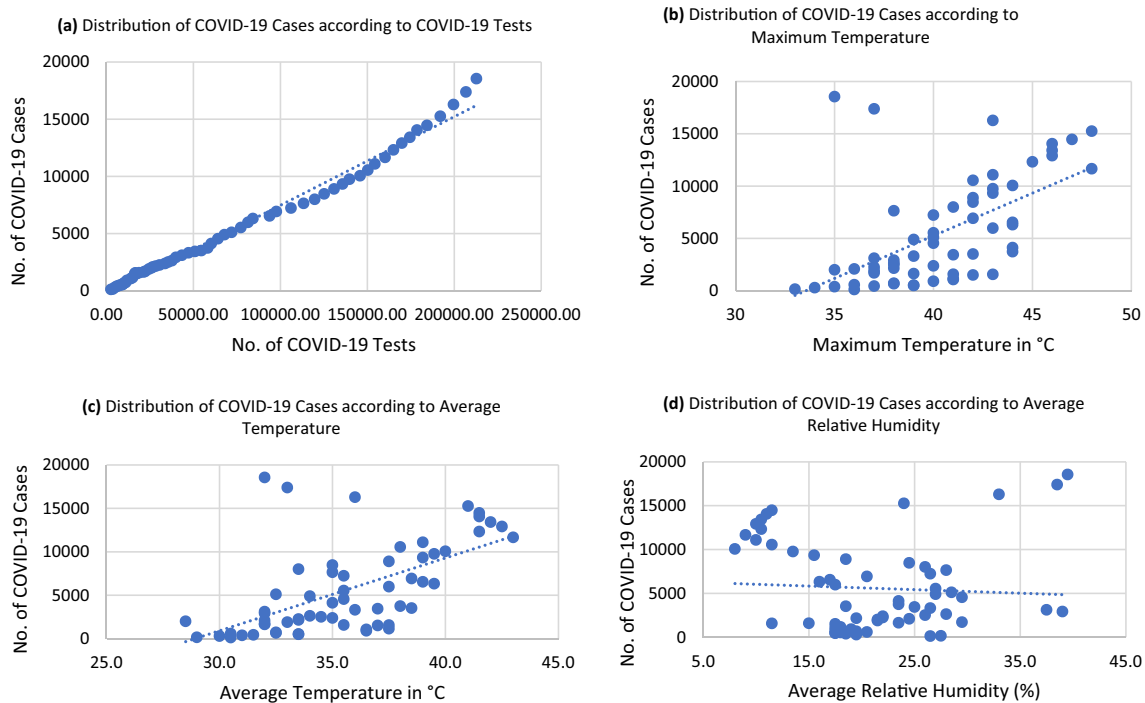 (a) Distribution of COVID-19 Cases according to COVID-19 Tests
No. of COVID-19 Cases
20000
15000
10000
5000
0
0.00 50000.00 100000.00 150000.00 200000.00 250000.00
No. of COVID-19 Tests
(b) Distribution of COVID-19 Cases according to
Maximum Temperature
No. of COVID-19 Cases
20000
15000
10000
5000
0
30 35 40 45 50
Maximum Temperature in °C
(c) Distribution of COVID-19 Cases according to Average
Temperature
No. of COVID-19 Cases
20000
15000
10000
5000
0
25.0 30.0 35.0 40.0 45.0
Average Temperature in °C
(d) Distribution of COVID-19 Cases according to Average
Relative Humidity
No. of COVID-19 Cases
20000
15000
10000
5000
0
5.0 15.0 25.0 35.0 45.0
Average Relative Humidity (%)